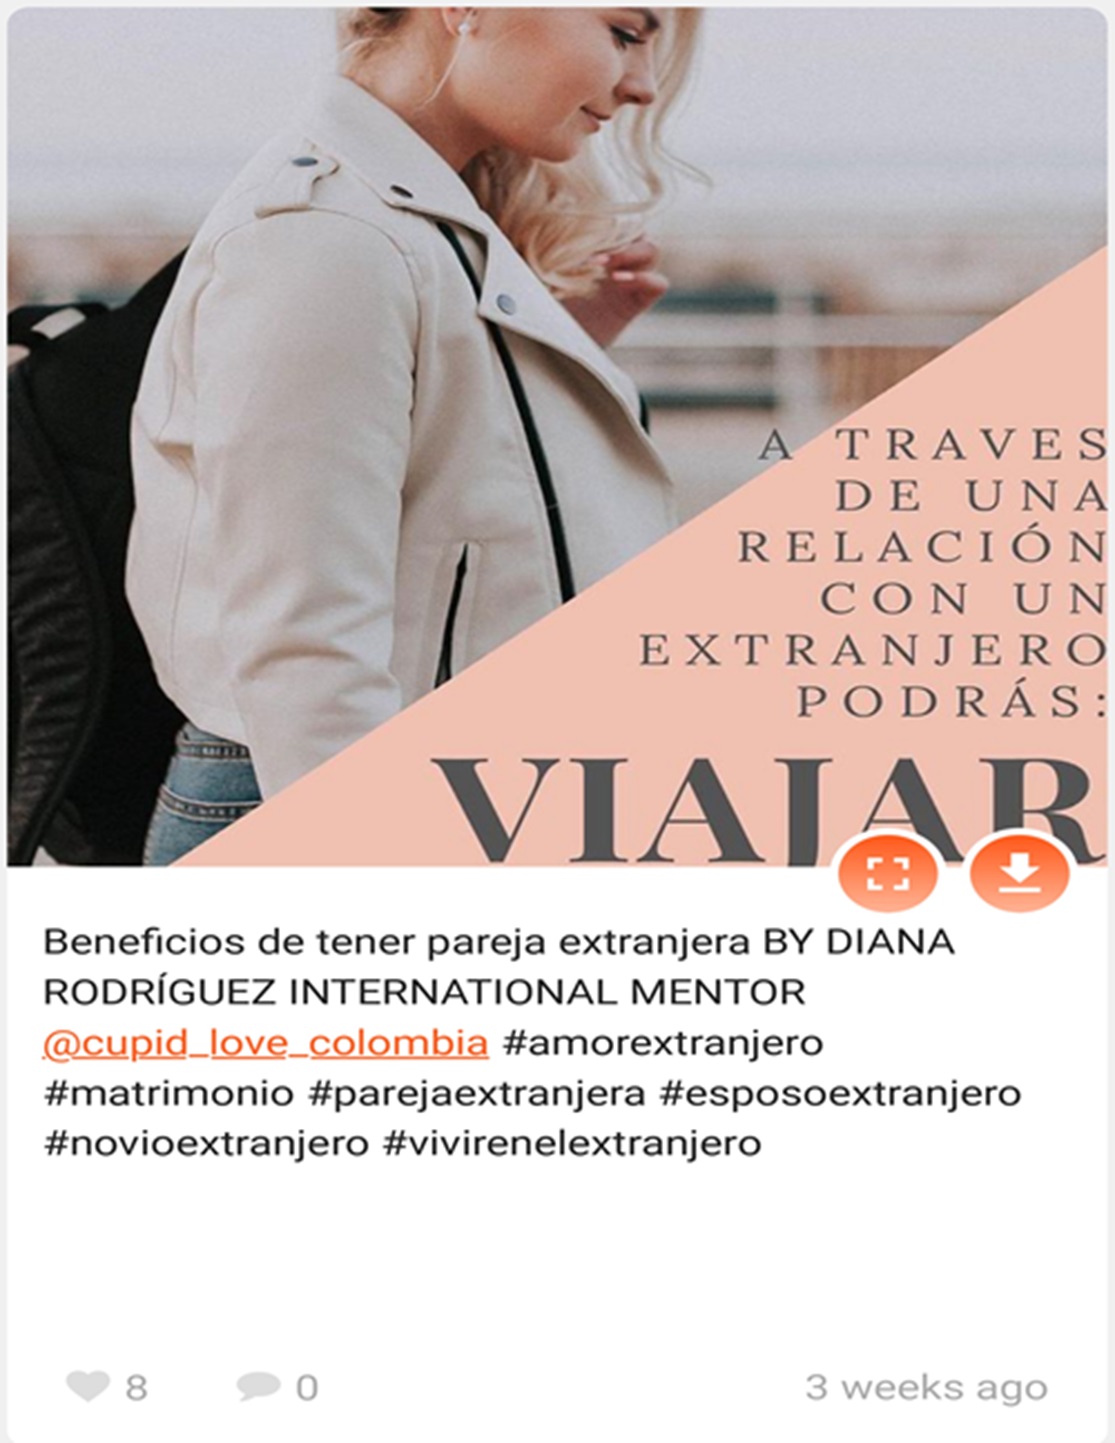 A TRAVES
DE UNA
RELACIÓN
CON UN
EXTRANJERO
PODRÁS:
VIAJAR
Beneficios de tener pareja extranjera BY DIANA
RODRÍGUEZ INTERNATIONAL MENTOR
@cupid_love_colombia #amorextranjero
#matrimonio #parejaextranjera #esposoextranjero
#novioextranjero #vivirenelextranjero
8 0 3 weeks ago